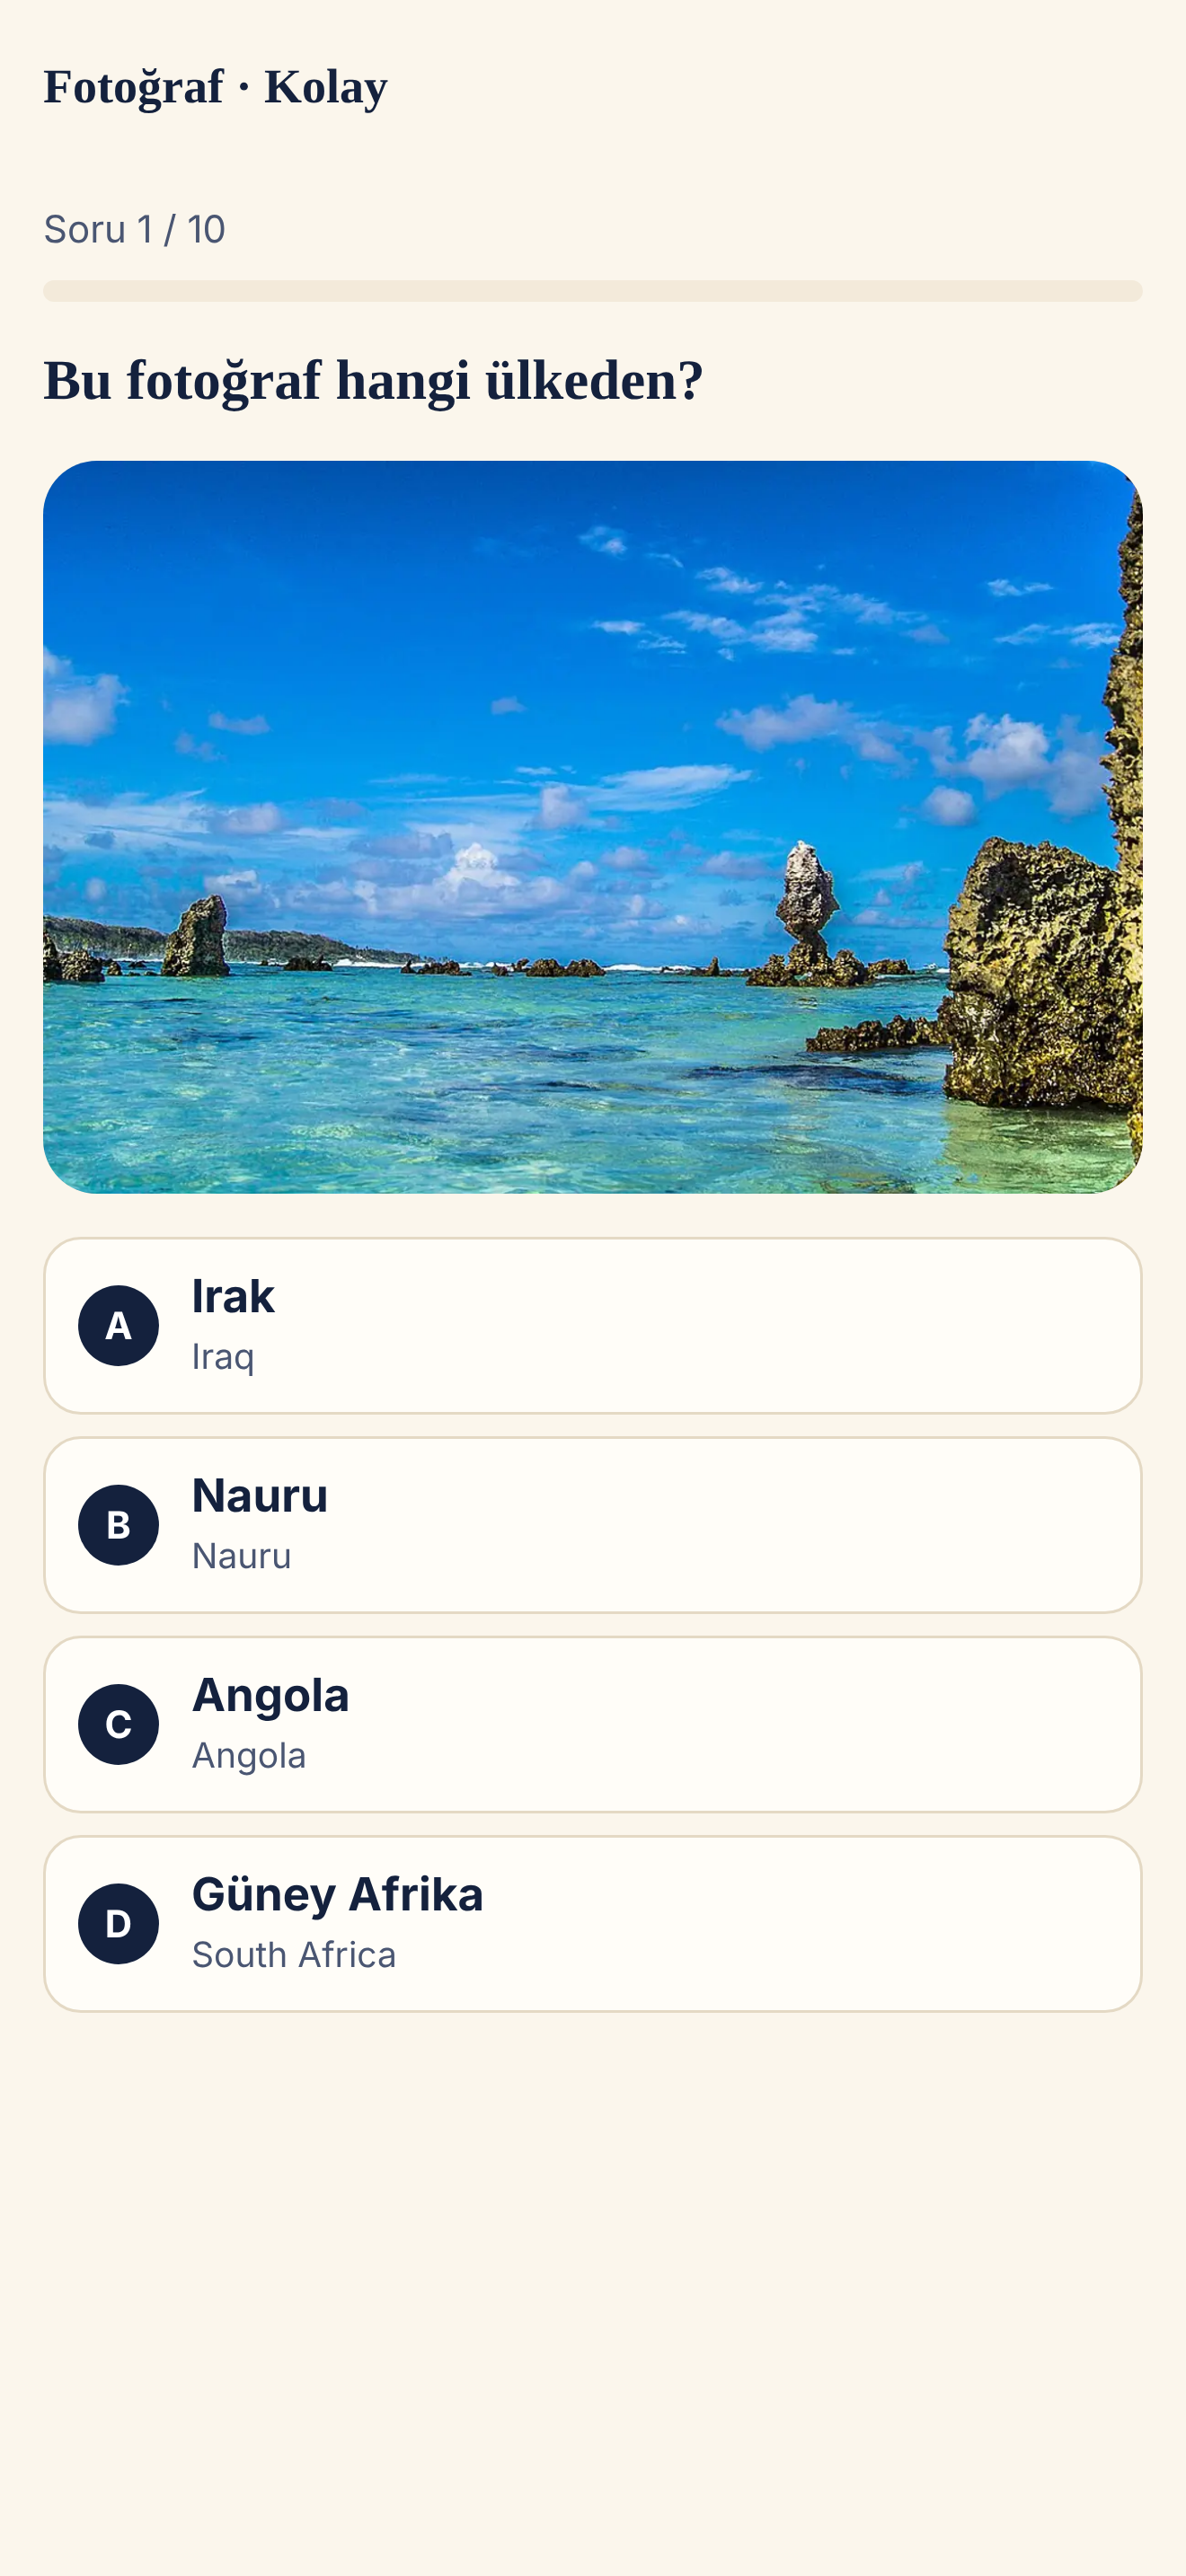 Fotoğraf · Kolay
Soru 1 / 10
Bu fotoğraf hangi ülkeden?
A
Irak
Iraq
B
Nauru
Nauru
C
Angola
Angola
D
Güney Afrika
South Africa